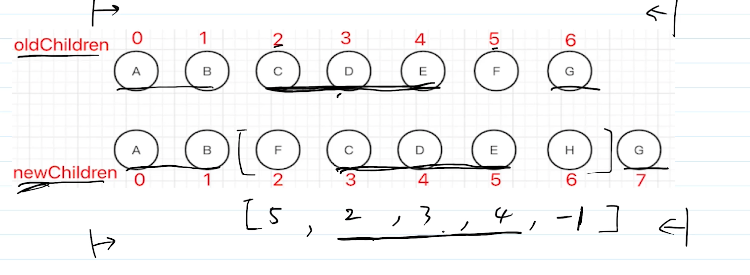 0 1 2 3 4 5 6
oldChildren
A B C D E F G
A B [ F C D E H ] G
newChildren
0 1 2 3 4 5 6 7
[ 5 , 2 , 3 , 4 , -1 ]